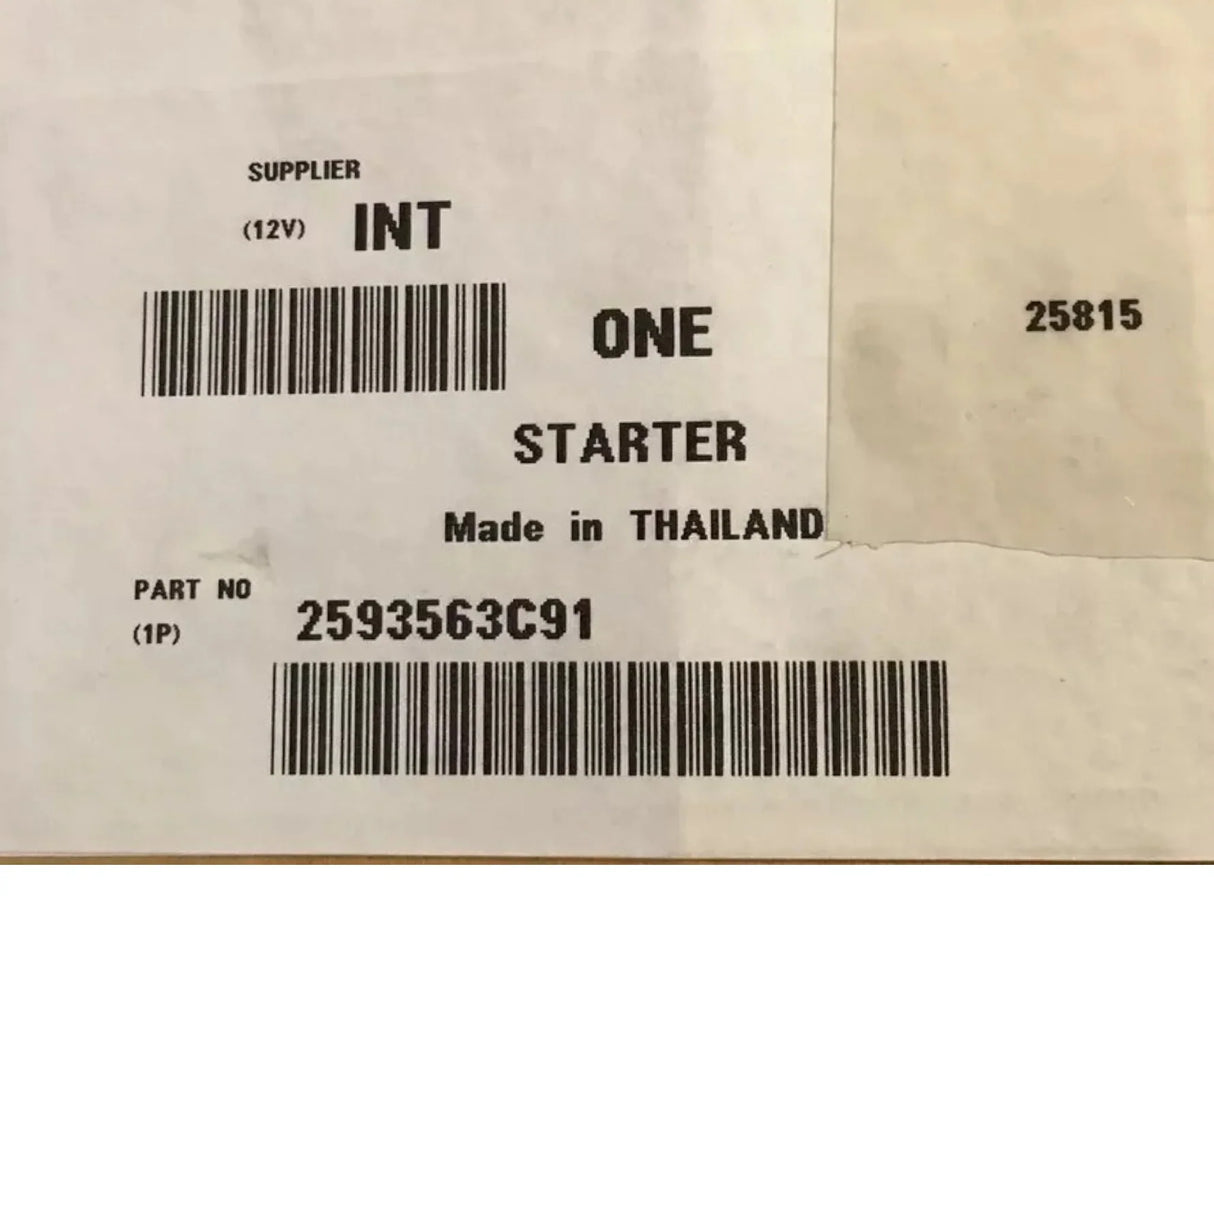 SUPPLIER
(12V) INT
ONE
25815
STARTER
Made in THAILAND
PART NO
(1P)
2593563C91